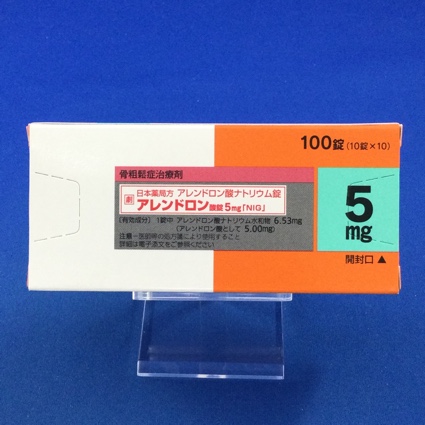 100錠 (10錠×10)
骨粗鬆症治療剤
日本薬局方 アレンドロン酸ナトリウム錠
劇 アレンドロン酸錠5mg「NIG」
[有効成分] 1錠中 アレンドロン酸ナトリウム水和物 6.53mg
(アレンドロン酸として 5.00mg)
注意-医師等の処方箋により使用すること
詳細は電子添文をご参照ください
5
mg
開封口 ▲